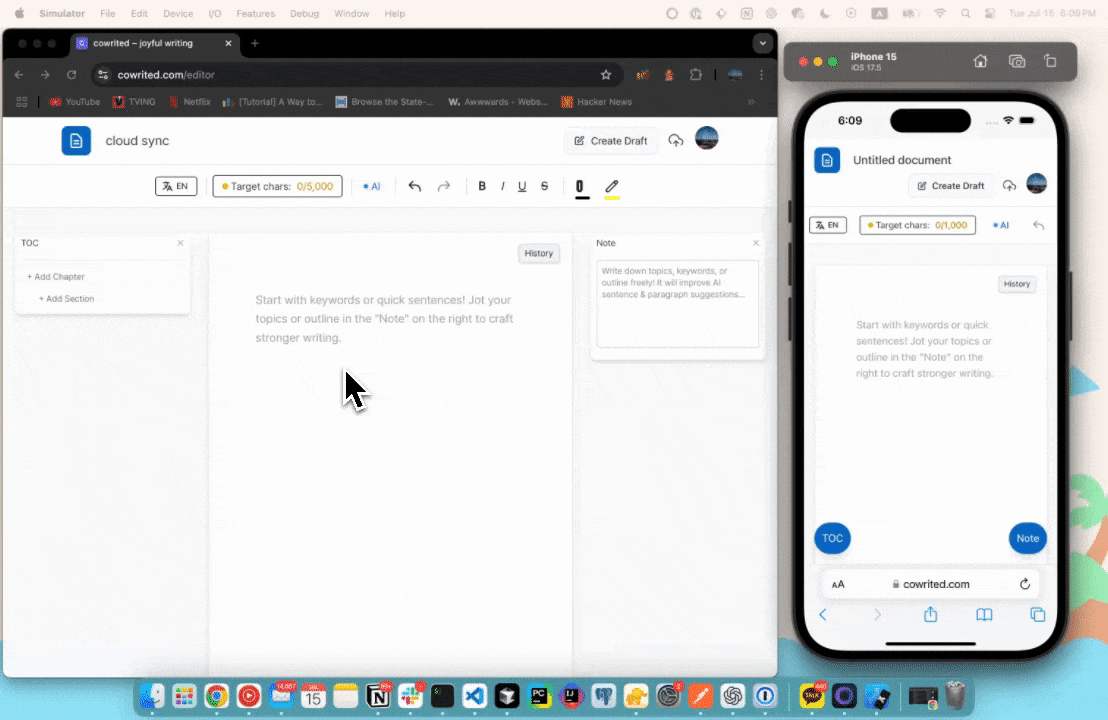 Simulator File Edit Device I/O Features Debug Window Help
Tue Jul 15 6:09 PM
cowrited – joyful writing
cowrited.com/editor
YouTube TVING Netflix [Tutorial] A Way to... Browse the State-... W. Awwwards - Webs... Hacker News
cloud sync
Create Draft
EN
Target chars: 0/5,000
AI
B I U S
TOC
+ Add Chapter
+ Add Section
History
Start with keywords or quick sentences! Jot your
topics or outline in the "Note" on the right to craft
stronger writing.
Note
Write down topics, keywords, or
outline freely! It will improve AI
sentence & paragraph suggestions...
iPhone 15
iOS 17.5
6:09
Untitled document
Create Draft
EN
Target chars: 0/1,000
AI
History
Start with keywords or quick
sentences! Jot your topics or
outline in the "Note" on the
right to craft stronger writing.
TOC
Note
AA
cowrited.com
15
PC
IJ